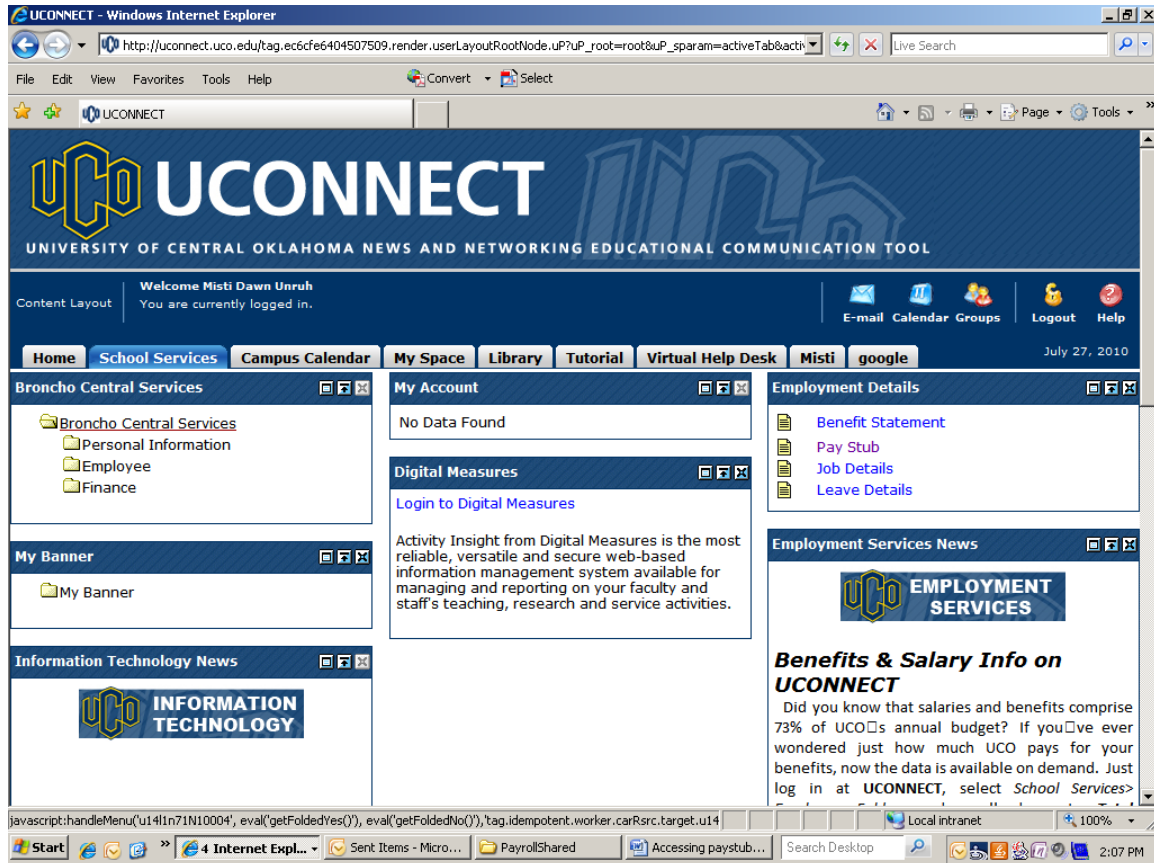 UCONNECT - Windows Internet Explorer
http://uconnect.uco.edu/tag.ec6cfe6404507509.render.userLayoutRootNode.uP?uP_root=root&uP_sparam=activeTab&activ
Live Search
File Edit View Favorites Tools Help
Convert Select
UCONNECT
Page Tools
UCO UCONNECT
UNIVERSITY OF CENTRAL OKLAHOMA NEWS AND NETWORKING EDUCATIONAL COMMUNICATION TOOL
Content Layout
Welcome Misti Dawn Unruh
You are currently logged in.
E-mail Calendar Groups Logout Help
Home School Services Campus Calendar My Space Library Tutorial Virtual Help Desk Misti google
July 27, 2010
Broncho Central Services
Broncho Central Services
Personal Information
Employee
Finance
My Banner
My Banner
Information Technology News
UCO INFORMATION
TECHNOLOGY
My Account
No Data Found
Digital Measures
Login to Digital Measures
Activity Insight from Digital Measures is the most
reliable, versatile and secure web-based
information management system available for
managing and reporting on your faculty and
staff's teaching, research and service activities.
Employment Details
Benefit Statement
Pay Stub
Job Details
Leave Details
Employment Services News
UCO EMPLOYMENT
SERVICES
Benefits & Salary Info on
UCONNECT
Did you know that salaries and benefits comprise
73% of UCO□s annual budget? If you□ve ever
wondered just how much UCO pays for your
benefits, now the data is available on demand. Just
log in at UCONNECT, select School Services>
javascript:handleMenu('u14l1n71N10004', eval('getFoldedYes()'), eval('getFoldedNo()'),'tag.idempotent.worker.carRsrc.target.u14
Local intranet
100%
Start
4 Internet Expl...
Sent Items - Micro...
PayrollShared
Accessing paystub...
Search Desktop
2:07 PM